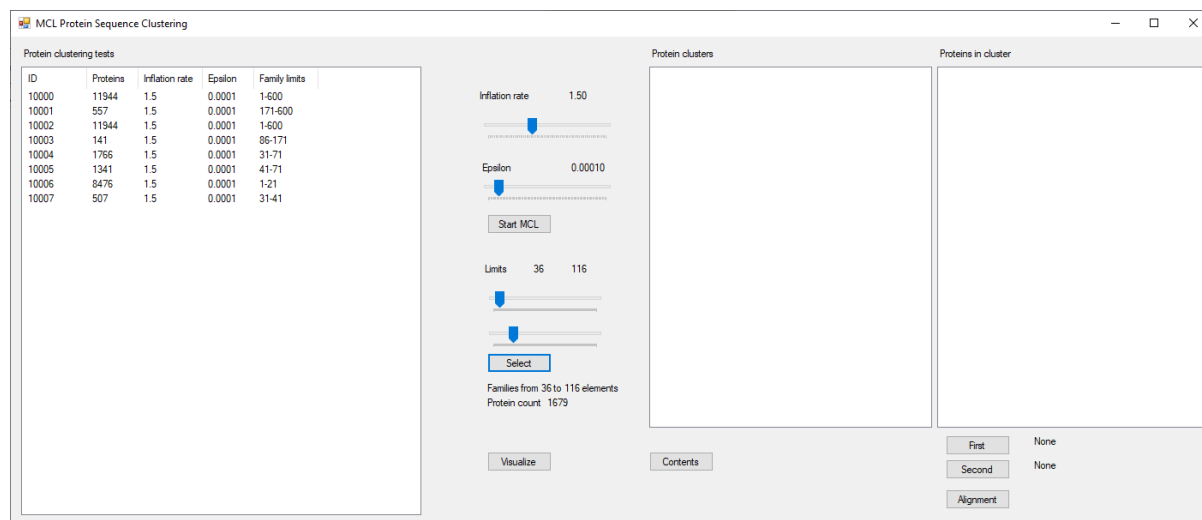 MCL Protein Sequence Clustering
Protein clustering tests
ID Proteins Inflation rate Epsilon Family limits
10000 11944 1.5 0.0001 1-600
10001 557 1.5 0.0001 171-600
10002 11944 1.5 0.0001 1-600
10003 141 1.5 0.0001 86-171
10004 1766 1.5 0.0001 31-71
10005 1341 1.5 0.0001 41-71
10006 8476 1.5 0.0001 1-21
10007 507 1.5 0.0001 31-41
Inflation rate 1.50
Epsilon 0.00010
Start MCL
Limits 36 116
Select
Families from 36 to 116 elements
Protein count 1679
Visualize
Protein clusters
Contents
Proteins in cluster
First None
Second None
Alignment